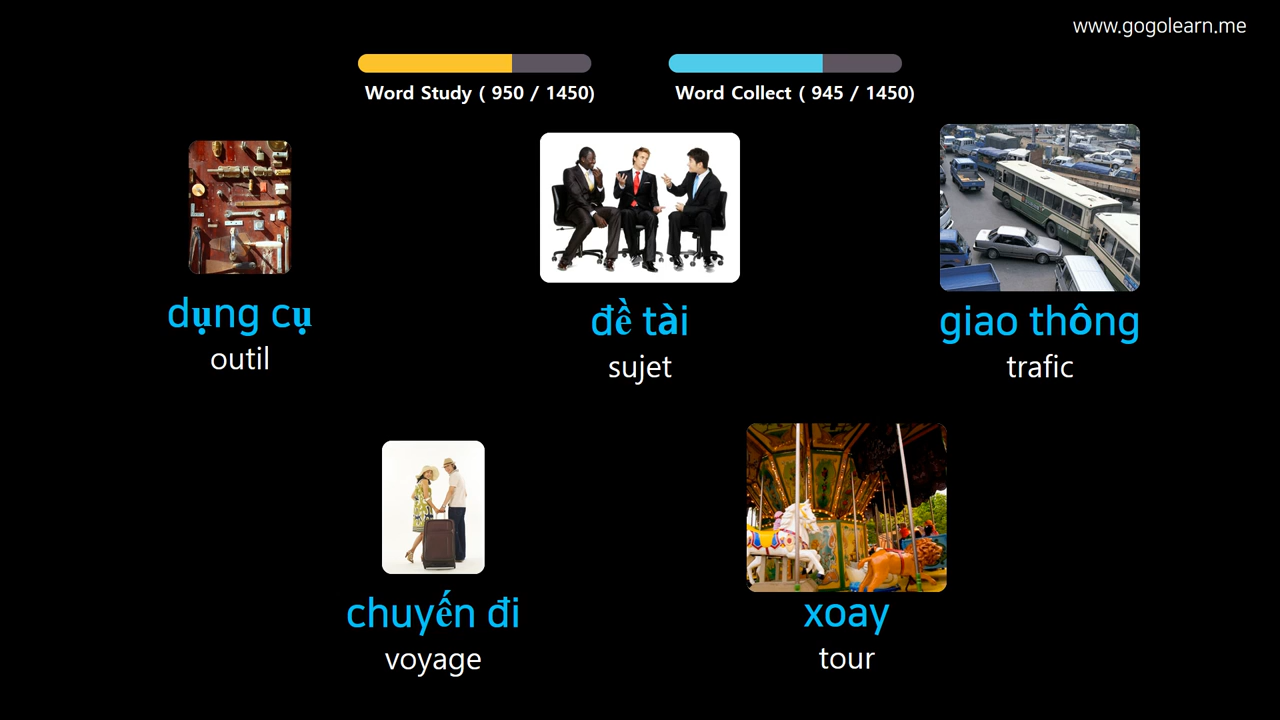 www.gogolearn.me
Word Study ( 950 / 1450)
Word Collect ( 945 / 1450)
dụng cụ
outil
đề tài
sujet
giao thông
trafic
chuyến đi
voyage
xoay
tour